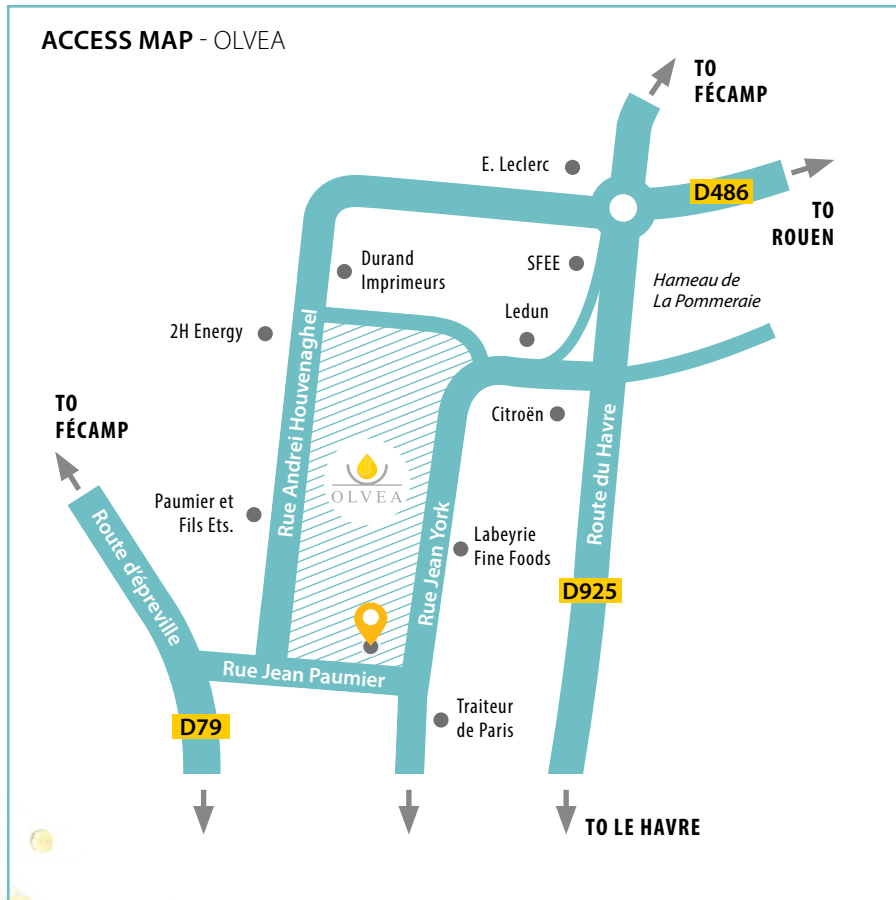 ACCESS MAP - OLVEA
TO
FÉCAMP
E. Leclerc
D486
TO
ROUEN
Durand
Imprimeurs
SFEE
Hameau de
La Pommeraie
Ledun
2H Energy
Rue Andrei Houvenaghel
TO
FÉCAMP
Citroën
Route du Havre
OLVEA
Paumier et
Fils Ets.
Route d'épreville
Rue Jean York
Labeyrie
Fine Foods
D925
Rue Jean Paumier
D79
Traiteur
de Paris
TO LE HAVRE